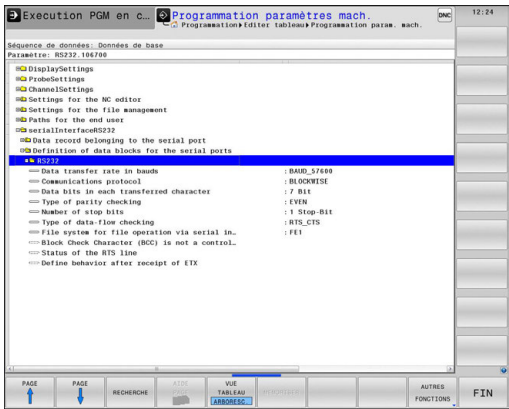 Execution PGM en c…
Programmation paramètres mach.
DNC
12:24
Programmation▸Editer tableau▸Programmation param. mach.
Séquence de données: Données de base
Paramètre: RS232.106700
DisplaySettings
ProbeSettings
ChannelSettings
Settings for the NC editor
Settings for the file management
Paths for the end user
serialInterfaceRS232
Data record belonging to the serial port
Definition of data blocks for the serial ports
RS232
Data transfer rate in bauds : BAUD_57600
Communications protocol : BLOCKWISE
Data bits in each transferred character : 7 Bit
Type of parity checking : EVEN
Number of stop bits : 1 Stop-Bit
Type of data-flow checking : RTS_CTS
File system for file operation via serial in… : FE1
Block Check Character (BCC) is not a control…
Status of the RTS line
Define behavior after receipt of ETX
PAGE
PAGE
RECHERCHE
VUE
TABLEAU
ARBORESC.
AUTRES
FONCTIONS
FIN